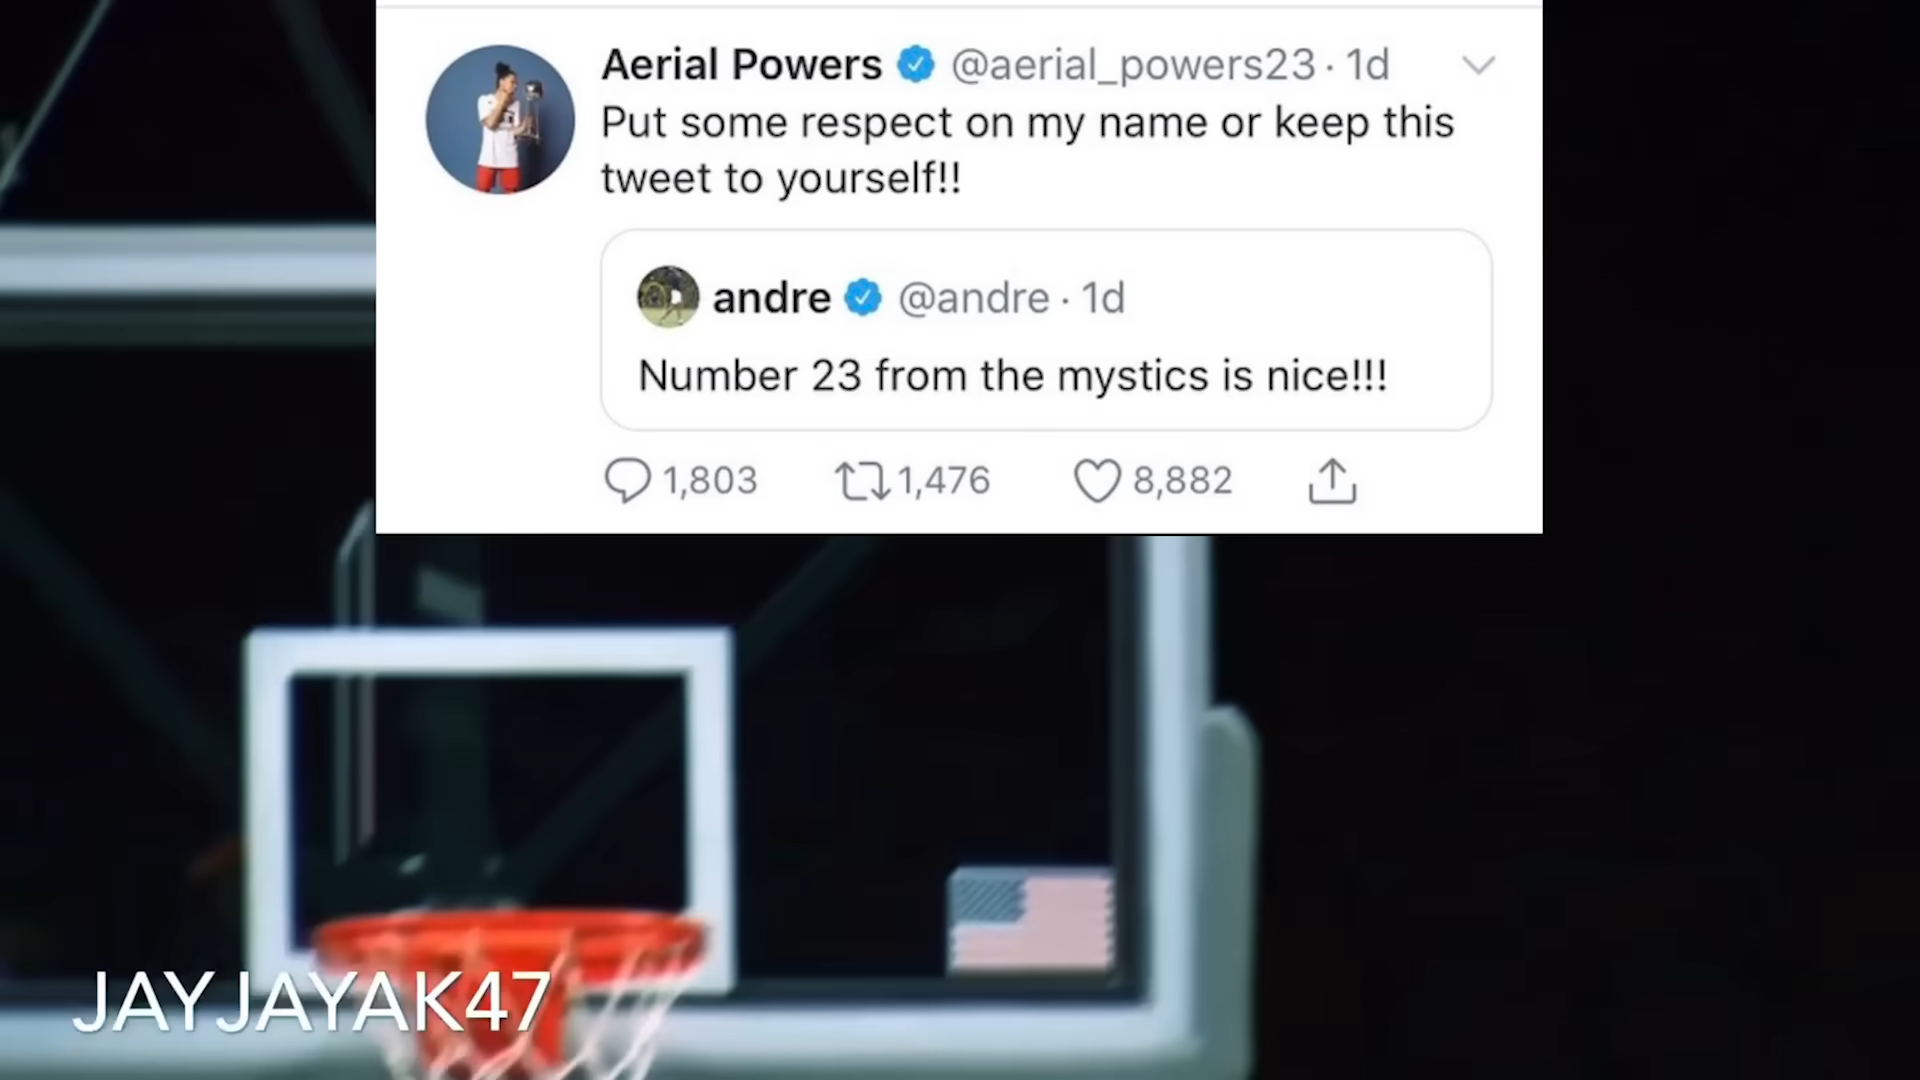 Aerial Powers @aerial_powers23 · 1d
Put some respect on my name or keep this
tweet to yourself!!
andre @andre · 1d
Number 23 from the mystics is nice!!!
1,803 1,476 8,882
JAYJAYAK47